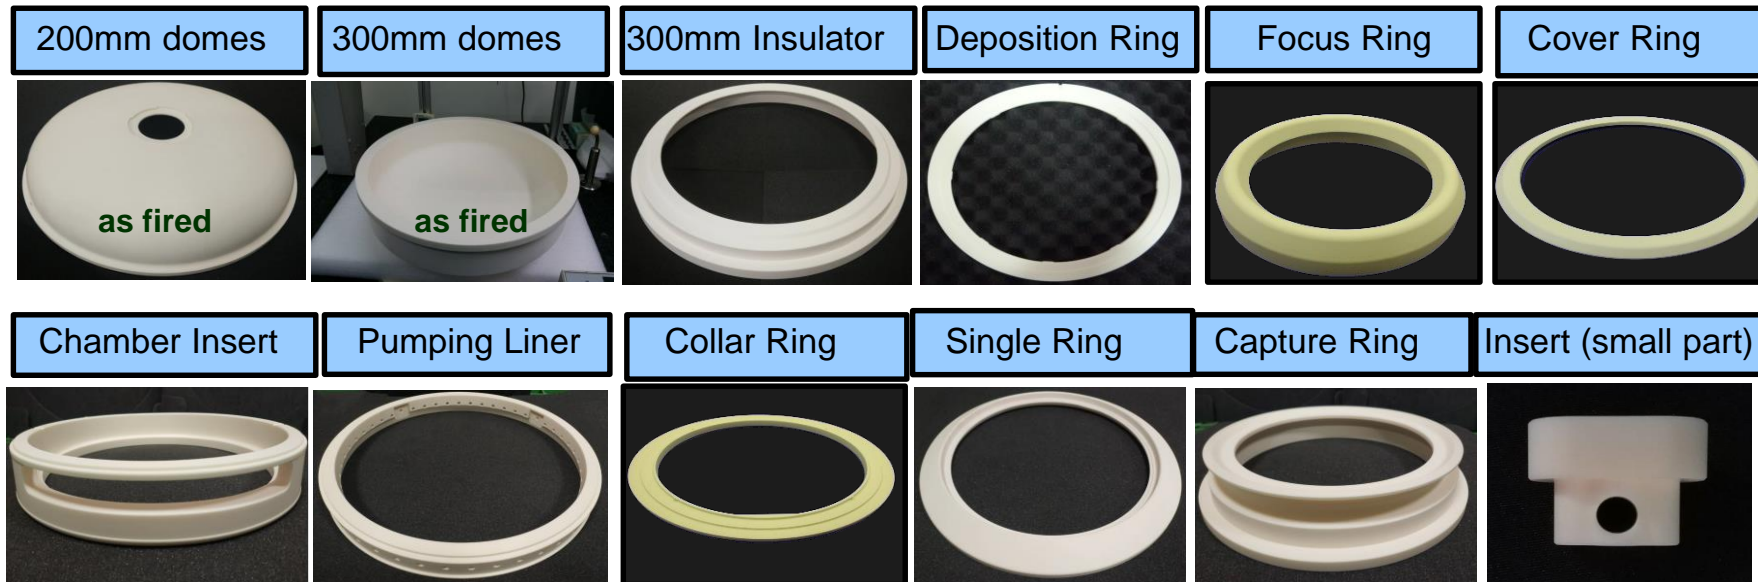 200mm domes
300mm domes
300mm Insulator
Deposition Ring
Focus Ring
Cover Ring
as fired
as fired
Chamber Insert
Pumping Liner
Collar Ring
Single Ring
Capture Ring
Insert (small part)